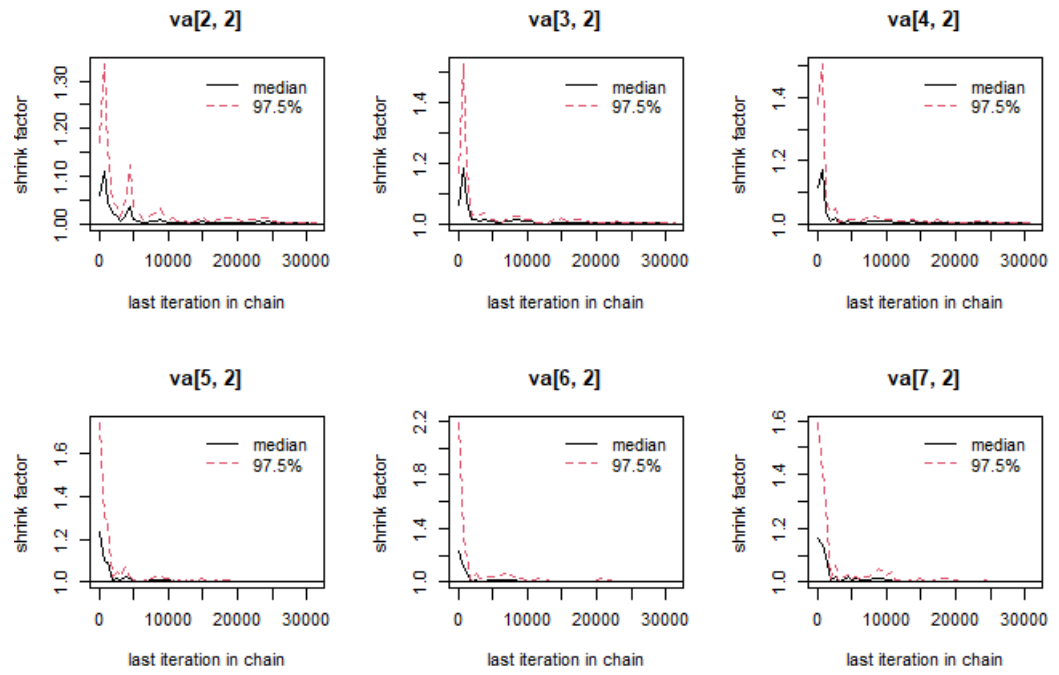 va[2, 2]
va[3, 2]
va[4, 2]
shrink factor
1.00 1.10 1.20 1.30
median
97.5%
0 10000 20000 30000
last iteration in chain
shrink factor
1.0 1.2 1.4
median
97.5%
0 10000 20000 30000
last iteration in chain
shrink factor
1.0 1.2 1.4
median
97.5%
0 10000 20000 30000
last iteration in chain
va[5, 2]
va[6, 2]
va[7, 2]
shrink factor
1.0 1.2 1.4 1.6
median
97.5%
0 10000 20000 30000
last iteration in chain
shrink factor
1.0 1.4 1.8 2.2
median
97.5%
0 10000 20000 30000
last iteration in chain
shrink factor
1.0 1.2 1.4 1.6
median
97.5%
0 10000 20000 30000
last iteration in chain